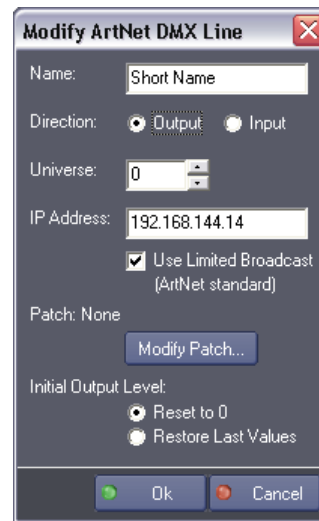 Modify ArtNet DMX Line
Name: Short Name
Direction: Output Input
Universe: 0
IP Address: 192.168.144.14
Use Limited Broadcast
(ArtNet standard)
Patch: None
Modify Patch...
Initial Output Level:
Reset to 0
Restore Last Values
Ok Cancel